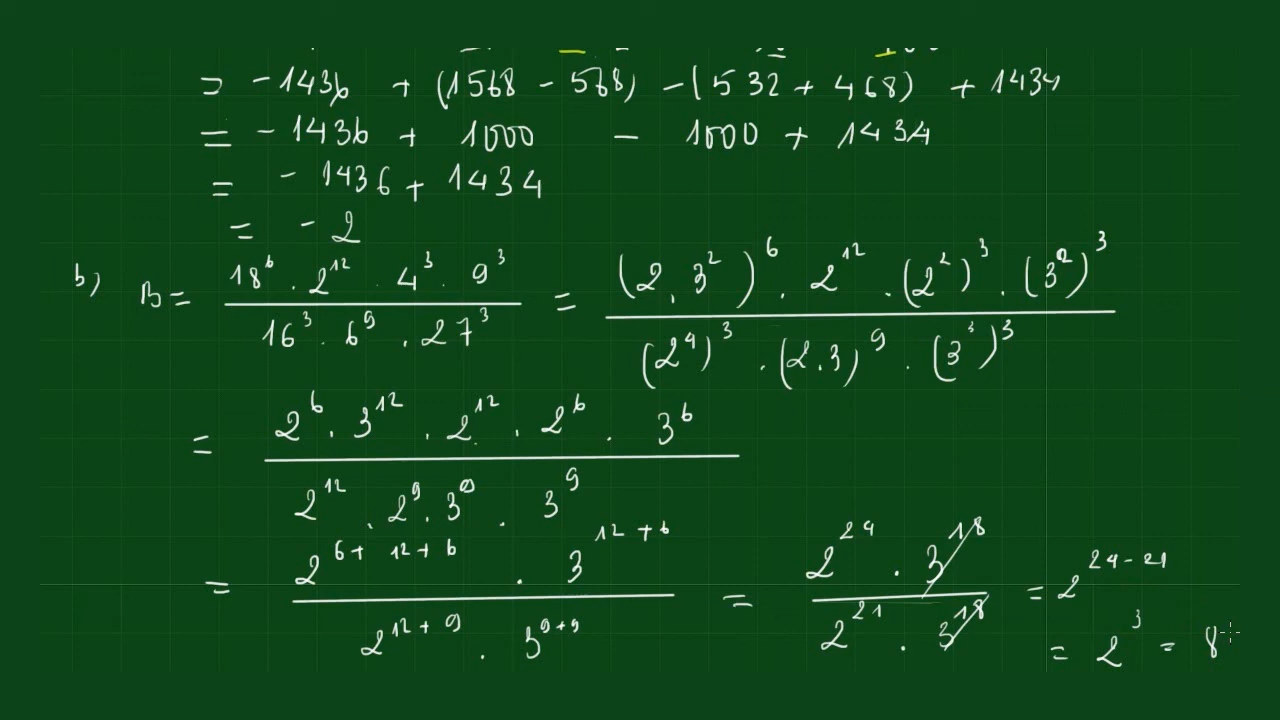 = -1436 + (1568 - 568) - (532 + 468) + 1434
= -1436 + 1000 - 1000 + 1434
= -1436 + 1434
= -2
b) B = (18^6 . 2^12 . 4^3 . 9^3) / (16^3 . 6^9 . 27^3) = ((2.3^2)^6 . 2^12 . (2^2)^3 . (3^2)^3) / ((2^4)^3 . (2.3)^9 . (3^3)^3)
= (2^6 . 3^12 . 2^12 . 2^6 . 3^6) / (2^12 . 2^9 . 3^9 . 3^9)
= (2^(6+12+6) . 3^(12+6)) / (2^(12+9) . 3^(9+9)) = (2^24 . 3^18) / (2^21 . 3^18) = 2^(24-21)
= 2^3 = 8